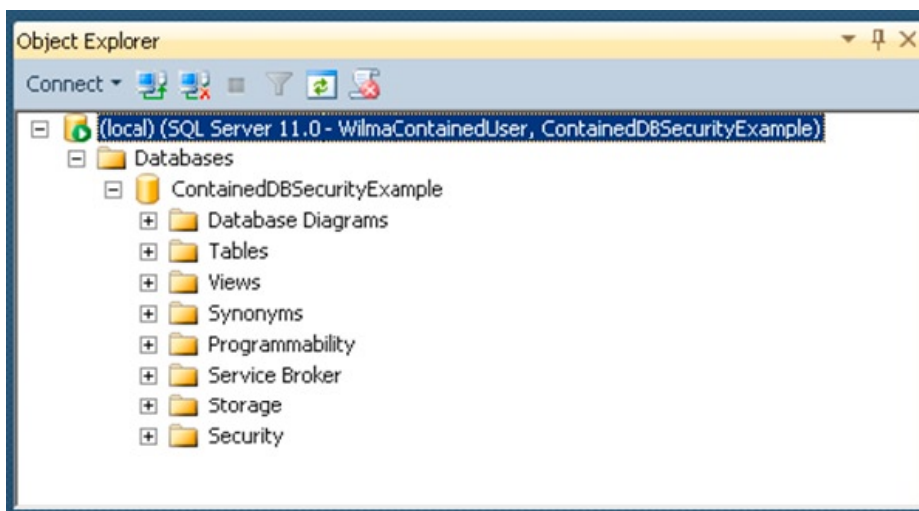 Object Explorer
Connect
(local) (SQL Server 11.0 - WilmaContainedUser, ContainedDBSecurityExample)
Databases
ContainedDBSecurityExample
Database Diagrams
Tables
Views
Synonyms
Programmability
Service Broker
Storage
Security